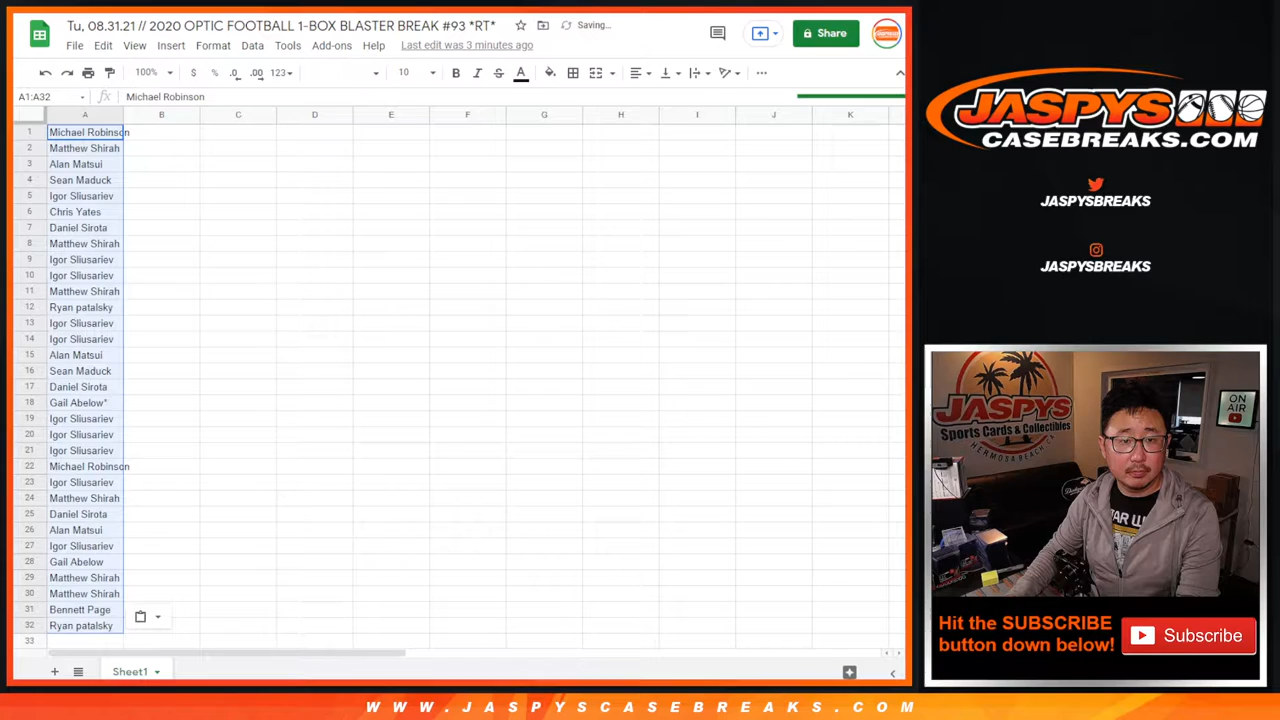 Tu, 08.31.21 // 2020 OPTIC FOOTBALL 1-BOX BLASTER BREAK #93 *RT*
Saving...
File Edit View Insert Format Data Tools Add-ons Help Last edit was 3 minutes ago
Share
100% $ % .0 .00 123 10 B I S A
A1:A32 fx Michael Robinson
A B C D E F G H I J K
1 Michael Robinson
2 Matthew Shirah
3 Alan Matsui
4 Sean Maduck
5 Igor Sliusariev
6 Chris Yates
7 Daniel Sirota
8 Matthew Shirah
9 Igor Sliusariev
10 Igor Sliusariev
11 Matthew Shirah
12 Ryan patalsky
13 Igor Sliusariev
14 Igor Sliusariev
15 Alan Matsui
16 Sean Maduck
17 Daniel Sirota
18 Gail Abelow*
19 Igor Sliusariev
20 Igor Sliusariev
21 Igor Sliusariev
22 Michael Robinson
23 Igor Sliusariev
24 Matthew Shirah
25 Daniel Sirota
26 Alan Matsui
27 Igor Sliusariev
28 Gail Abelow
29 Matthew Shirah
30 Matthew Shirah
31 Bennett Page
32 Ryan patalsky
33
Sheet1
JASPYS
CASEBREAKS.COM
JASPYSBREAKS
JASPYSBREAKS
JASPYS
Sports Cards & Collectibles
HERMOSA BEACH, CA
ON
AIR
STAR W
Hit the SUBSCRIBE
button down below!
Subscribe
WWW.JASPYSCASEBREAKS.COM